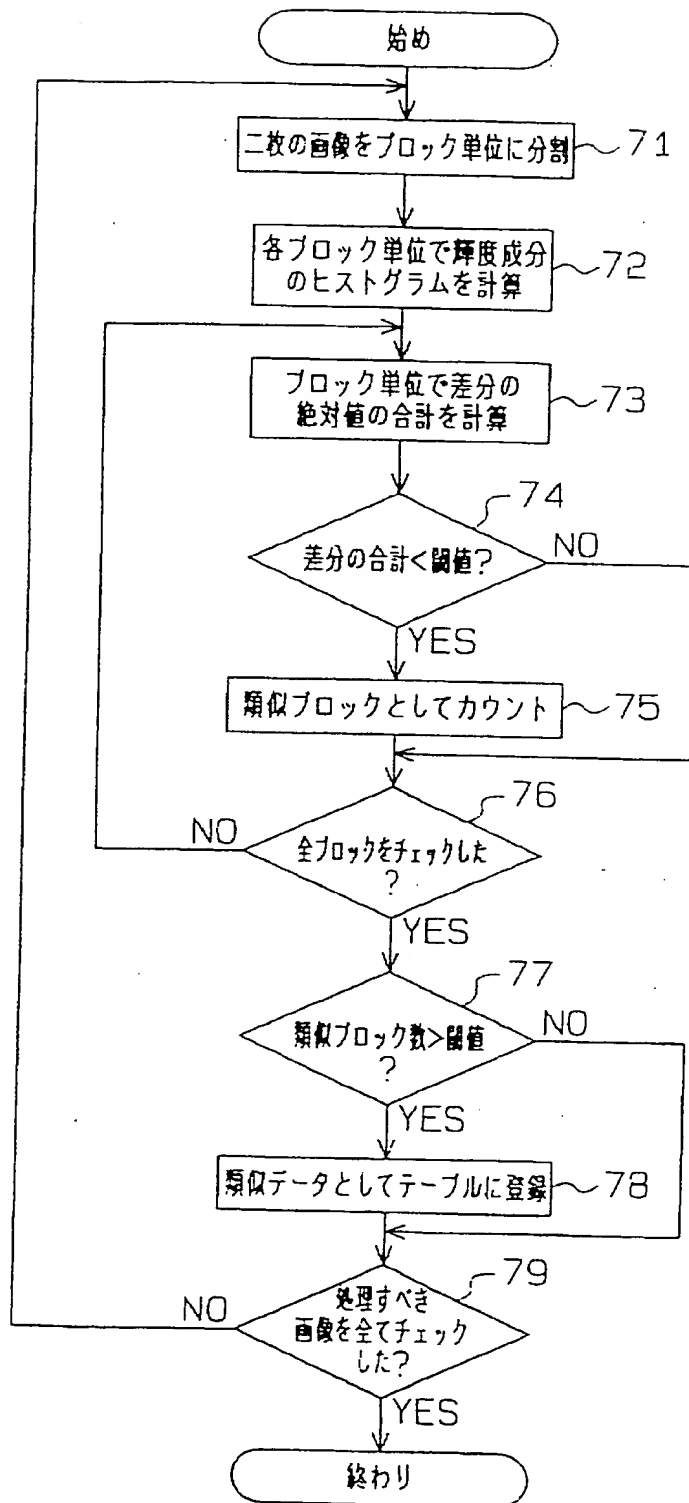 始め
二枚の画像をブロック単位に分割
71
各ブロック単位で輝度成分
のヒストグラムを計算
72
ブロック単位で差分の
絶対値の合計を計算
73
74
差分の合計<閾値?
NO
YES
類似ブロックとしてカウント
75
76
NO
全ブロックをチェックした
?
YES
77
類似ブロック数>閾値
?
NO
YES
類似データとしてテーブルに登録
78
79
NO
処理すべき
画像を全てチェック
した?
YES
終わり